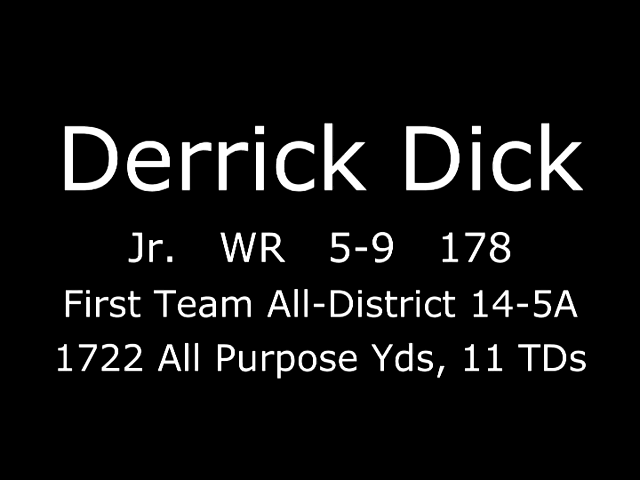 Derrick Dick
Jr. WR 5-9 178
First Team All-District 14-5A
1722 All Purpose Yds, 11 TDs